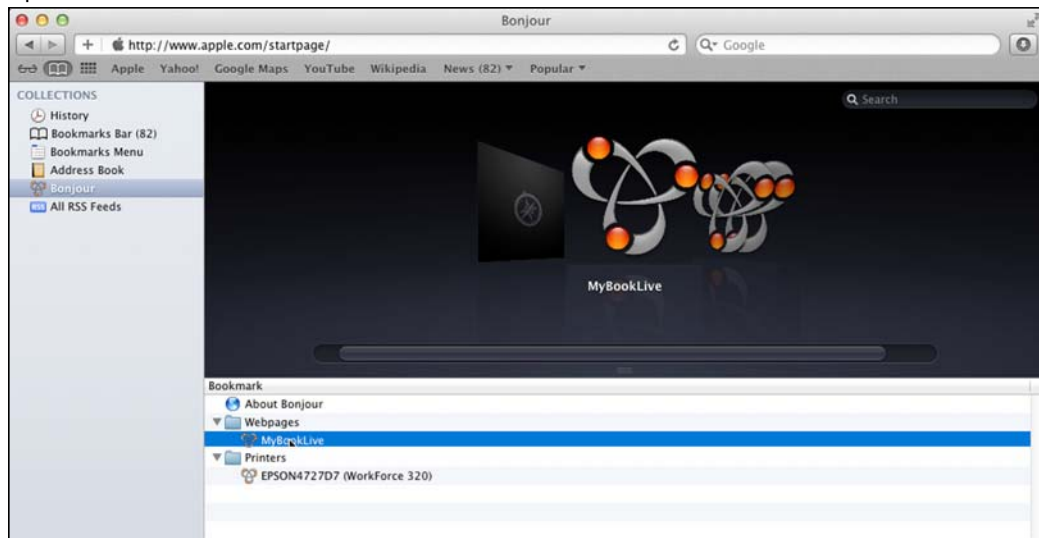 Bonjour
http://www.apple.com/startpage/
Google
Apple Yahoo! Google Maps YouTube Wikipedia News (82) Popular
COLLECTIONS
History
Bookmarks Bar (82)
Bookmarks Menu
Address Book
Bonjour
RSS All RSS Feeds
Search
MyBookLive
Bookmark
About Bonjour
Webpages
MyBookLive
Printers
EPSON4727D7 (WorkForce 320)